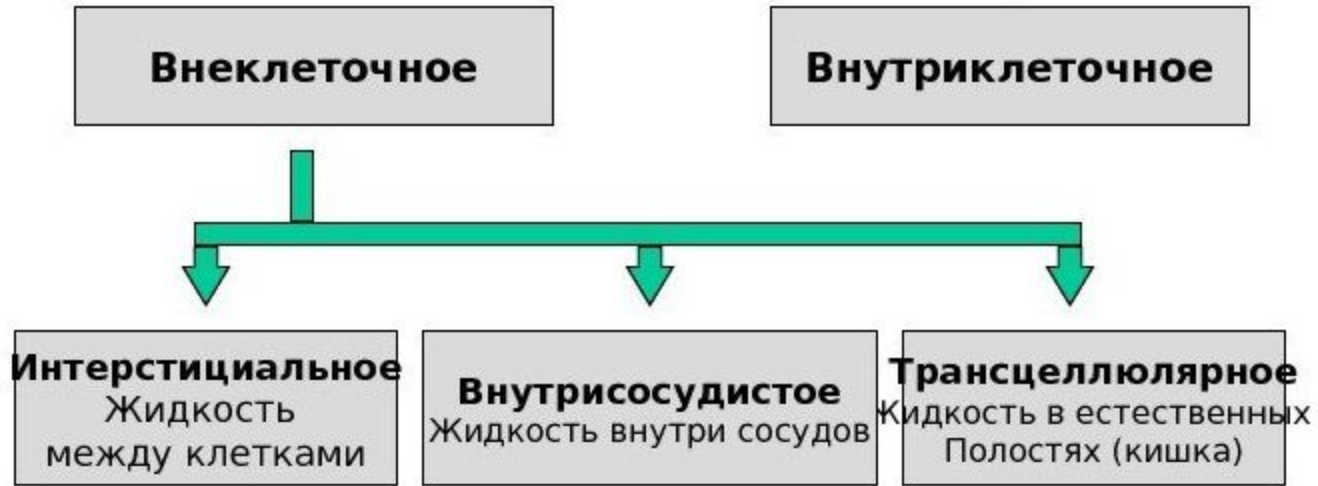 Внеклеточное
Внутриклеточное
Интерстициальное
Жидкость
между клетками
Внутрисосудистое
Жидкость внутри сосудов
Трансцеллюлярное
Жидкость в естественных
Полостях (кишка)